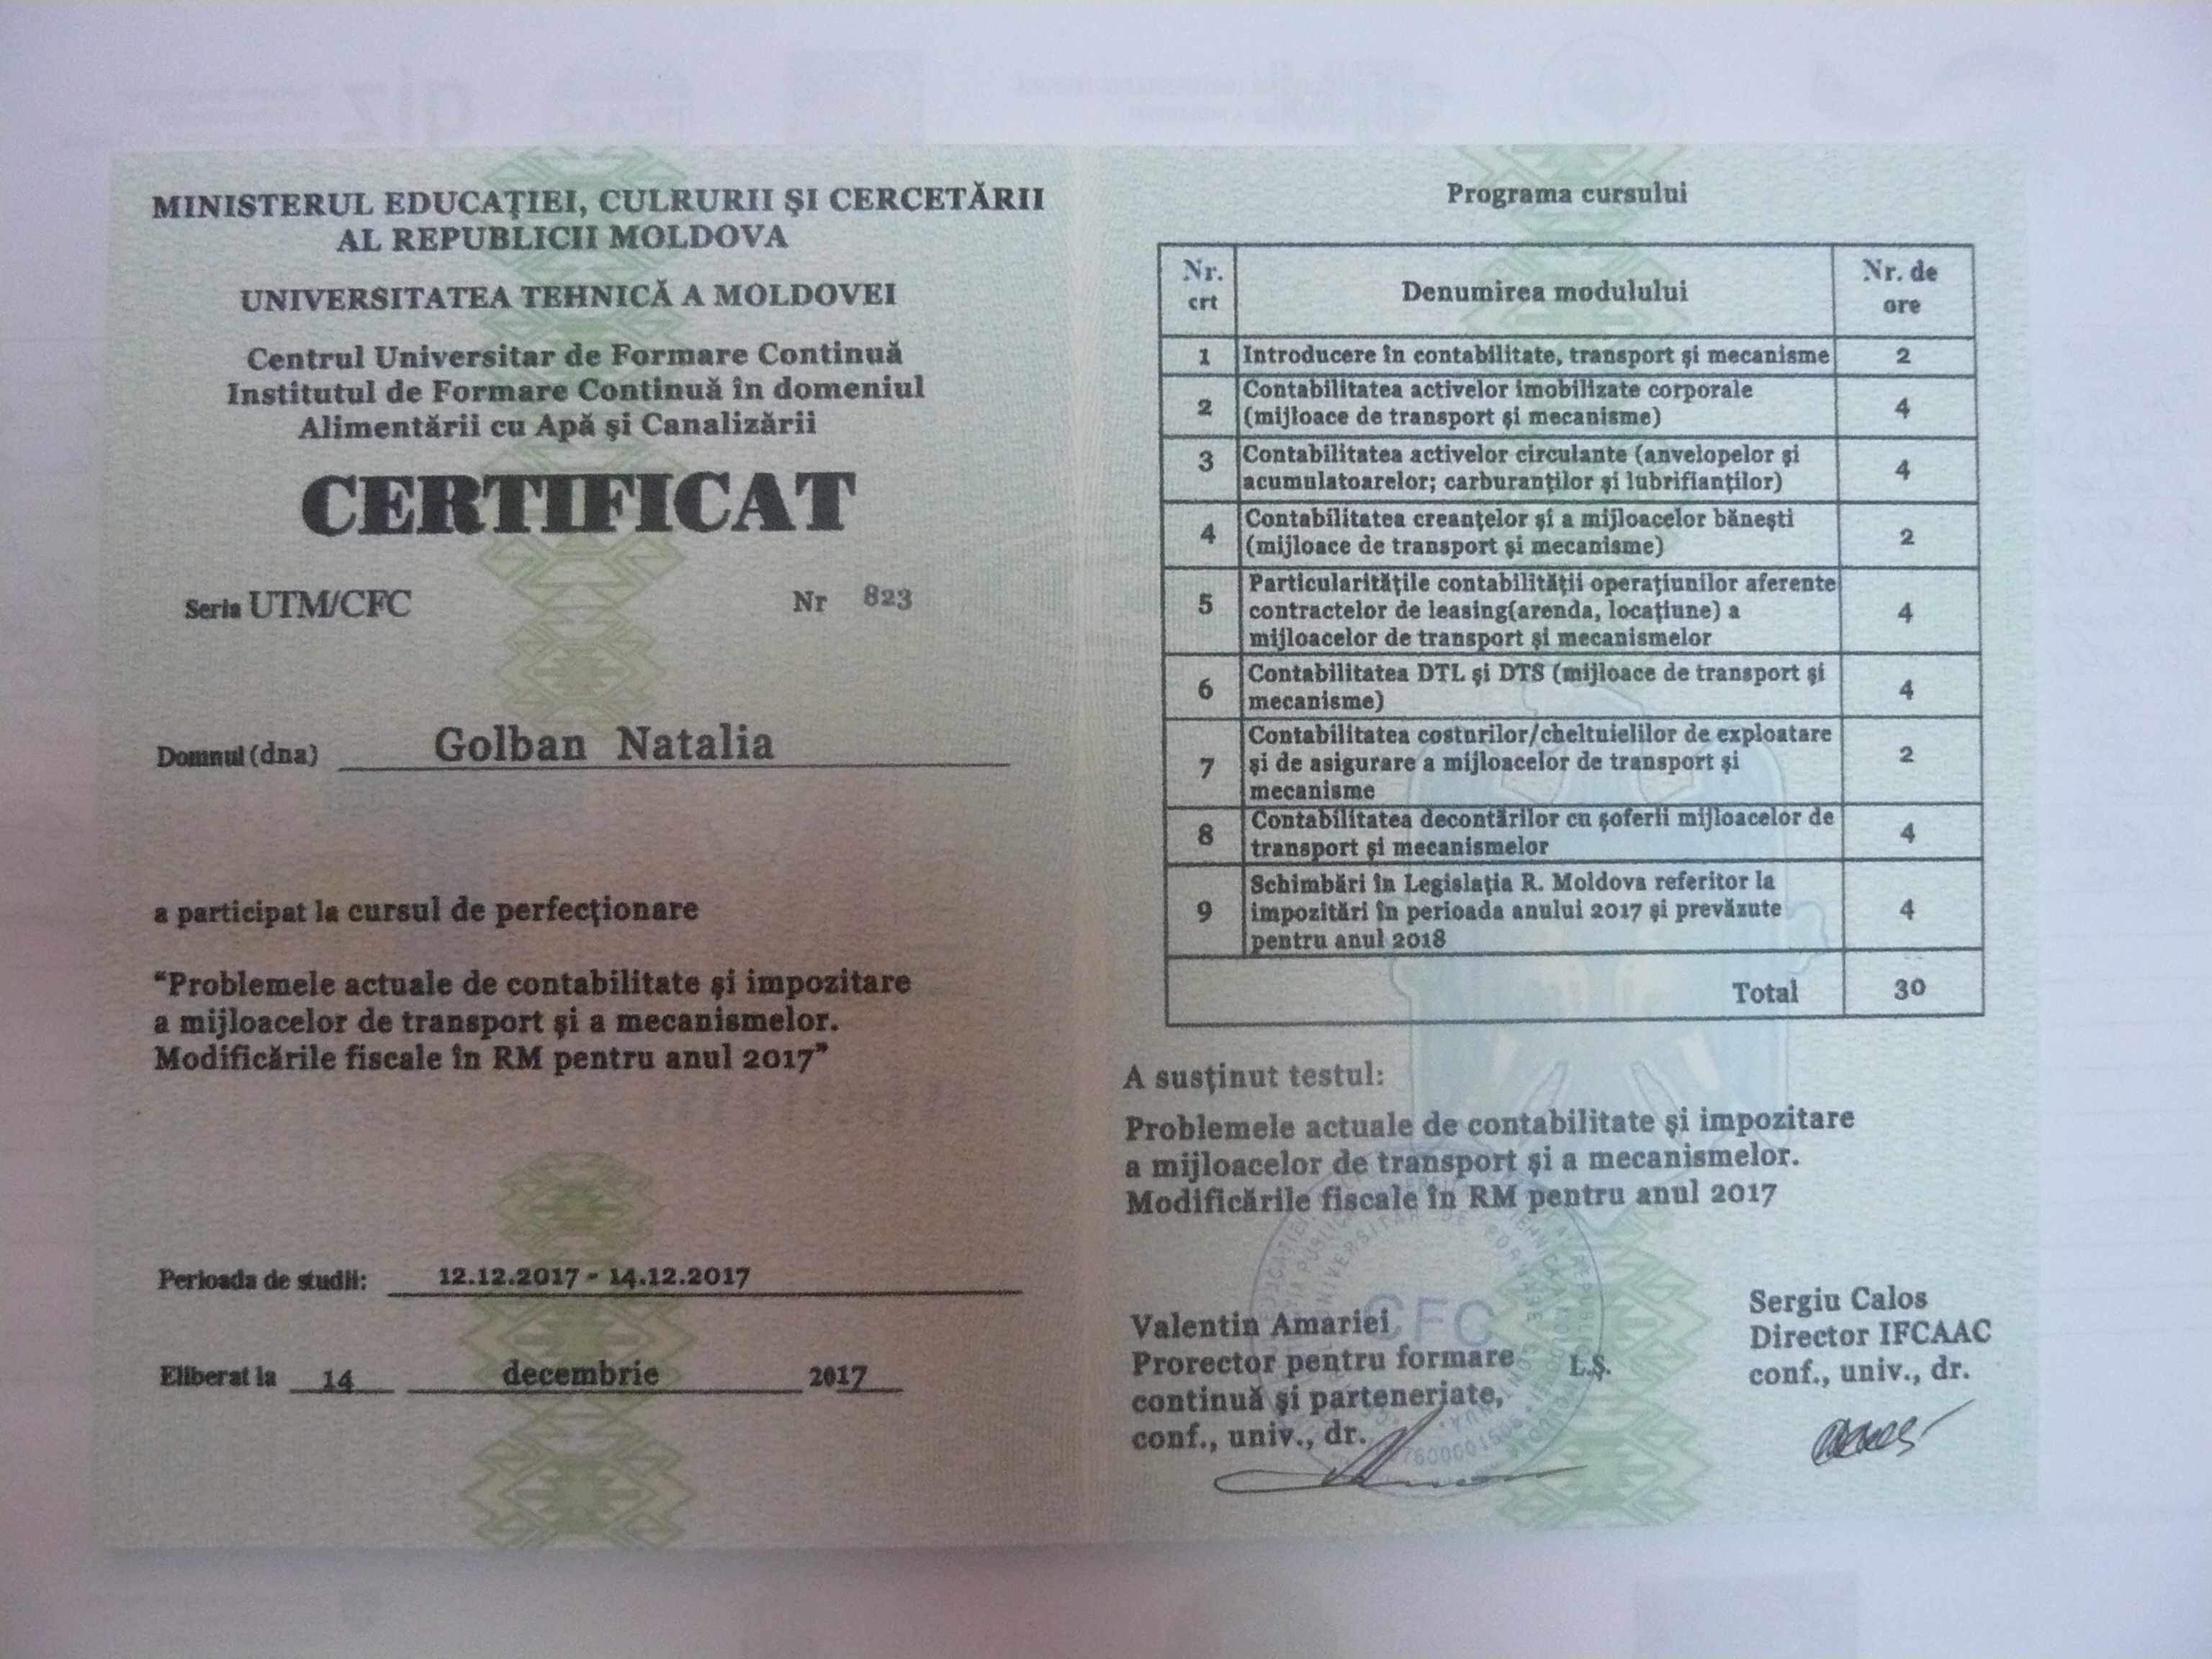 MINISTERUL EDUCAŢIEI, CULRURII ŞI CERCETĂRII
AL REPUBLICII MOLDOVA
UNIVERSITATEA TEHNICĂ A MOLDOVEI
Centrul Universitar de Formare Continuă
Institutul de Formare Continuă în domeniul
Alimentării cu Apă şi Canalizării
CERTIFICAT
Seria UTM/CFC Nr 823
Domnul (dna) Golban Natalia
a participat la cursul de perfecţionare
“Problemele actuale de contabilitate şi impozitare
a mijloacelor de transport şi a mecanismelor.
Modificările fiscale în RM pentru anul 2017”
Perioada de studii: 12.12.2017 - 14.12.2017
Eliberat la 14 decembrie 2017
Programa cursului
Nr. crt Denumirea modulului Nr. de ore
1 Introducere în contabilitate, transport şi mecanisme 2
2 Contabilitatea activelor imobilizate corporale
(mijloace de transport şi mecanisme) 4
3 Contabilitatea activelor circulante (anvelopelor şi
acumulatoarelor; carburanţilor şi lubrifianţilor) 4
4 Contabilitatea creanţelor şi a mijloacelor băneşti
(mijloace de transport şi mecanisme) 2
5 Particularităţile contabilităţii operaţiunilor aferente
contractelor de leasing(arenda, locaţiune) a
mijloacelor de transport şi mecanismelor 4
6 Contabilitatea DTL şi DTS (mijloace de transport şi
mecanisme) 4
7 Contabilitatea costurilor/cheltuielilor de exploatare
şi de asigurare a mijloacelor de transport şi
mecanisme 2
8 Contabilitatea decontărilor cu şoferii mijloacelor de
transport şi mecanismelor 4
9 Schimbări în Legislaţia R. Moldova referitor la
impozitări în perioada anului 2017 şi prevăzute
pentru anul 2018 4
Total 30
A susţinut testul:
Problemele actuale de contabilitate şi impozitare
a mijloacelor de transport şi a mecanismelor.
Modificările fiscale în RM pentru anul 2017
Valentin Amariei
Prorector pentru formare
continuă şi parteneriate,
conf., univ., dr.
L.Ş.
CFC
Sergiu Calos
Director IFCAAC
conf., univ., dr.